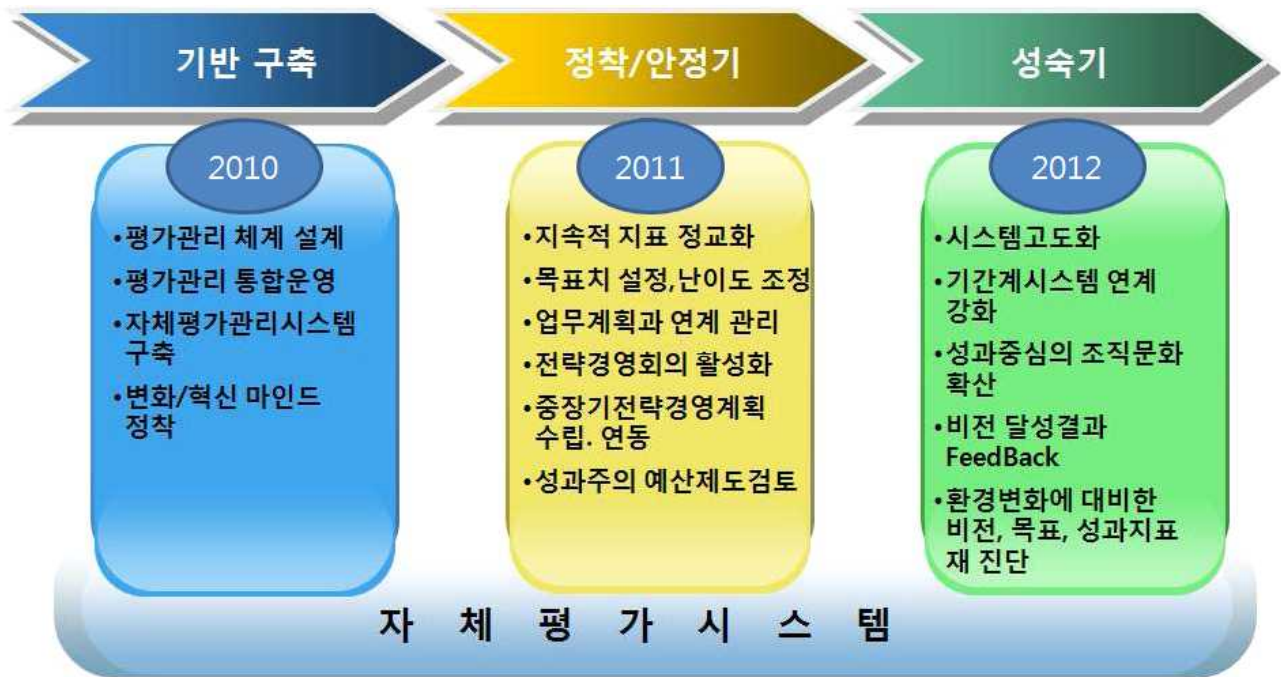 기반 구축
정착/안정기
성숙기
2010
•평가관리 체계 설계
•평가관리 통합운영
•자체평가관리시스템
구축
•변화/혁신 마인드
정착
2011
•지속적 지표 정교화
•목표치 설정,난이도 조정
•업무계획과 연계 관리
•전략경영회의 활성화
•중장기전략경영계획
수립. 연동
•성과주의 예산제도검토
2012
•시스템고도화
•기간계시스템 연계
강화
•성과중심의 조직문화
확산
•비전 달성결과
FeedBack
•환경변화에 대비한
비전, 목표, 성과지표
재 진단
자 체 평 가 시 스 템